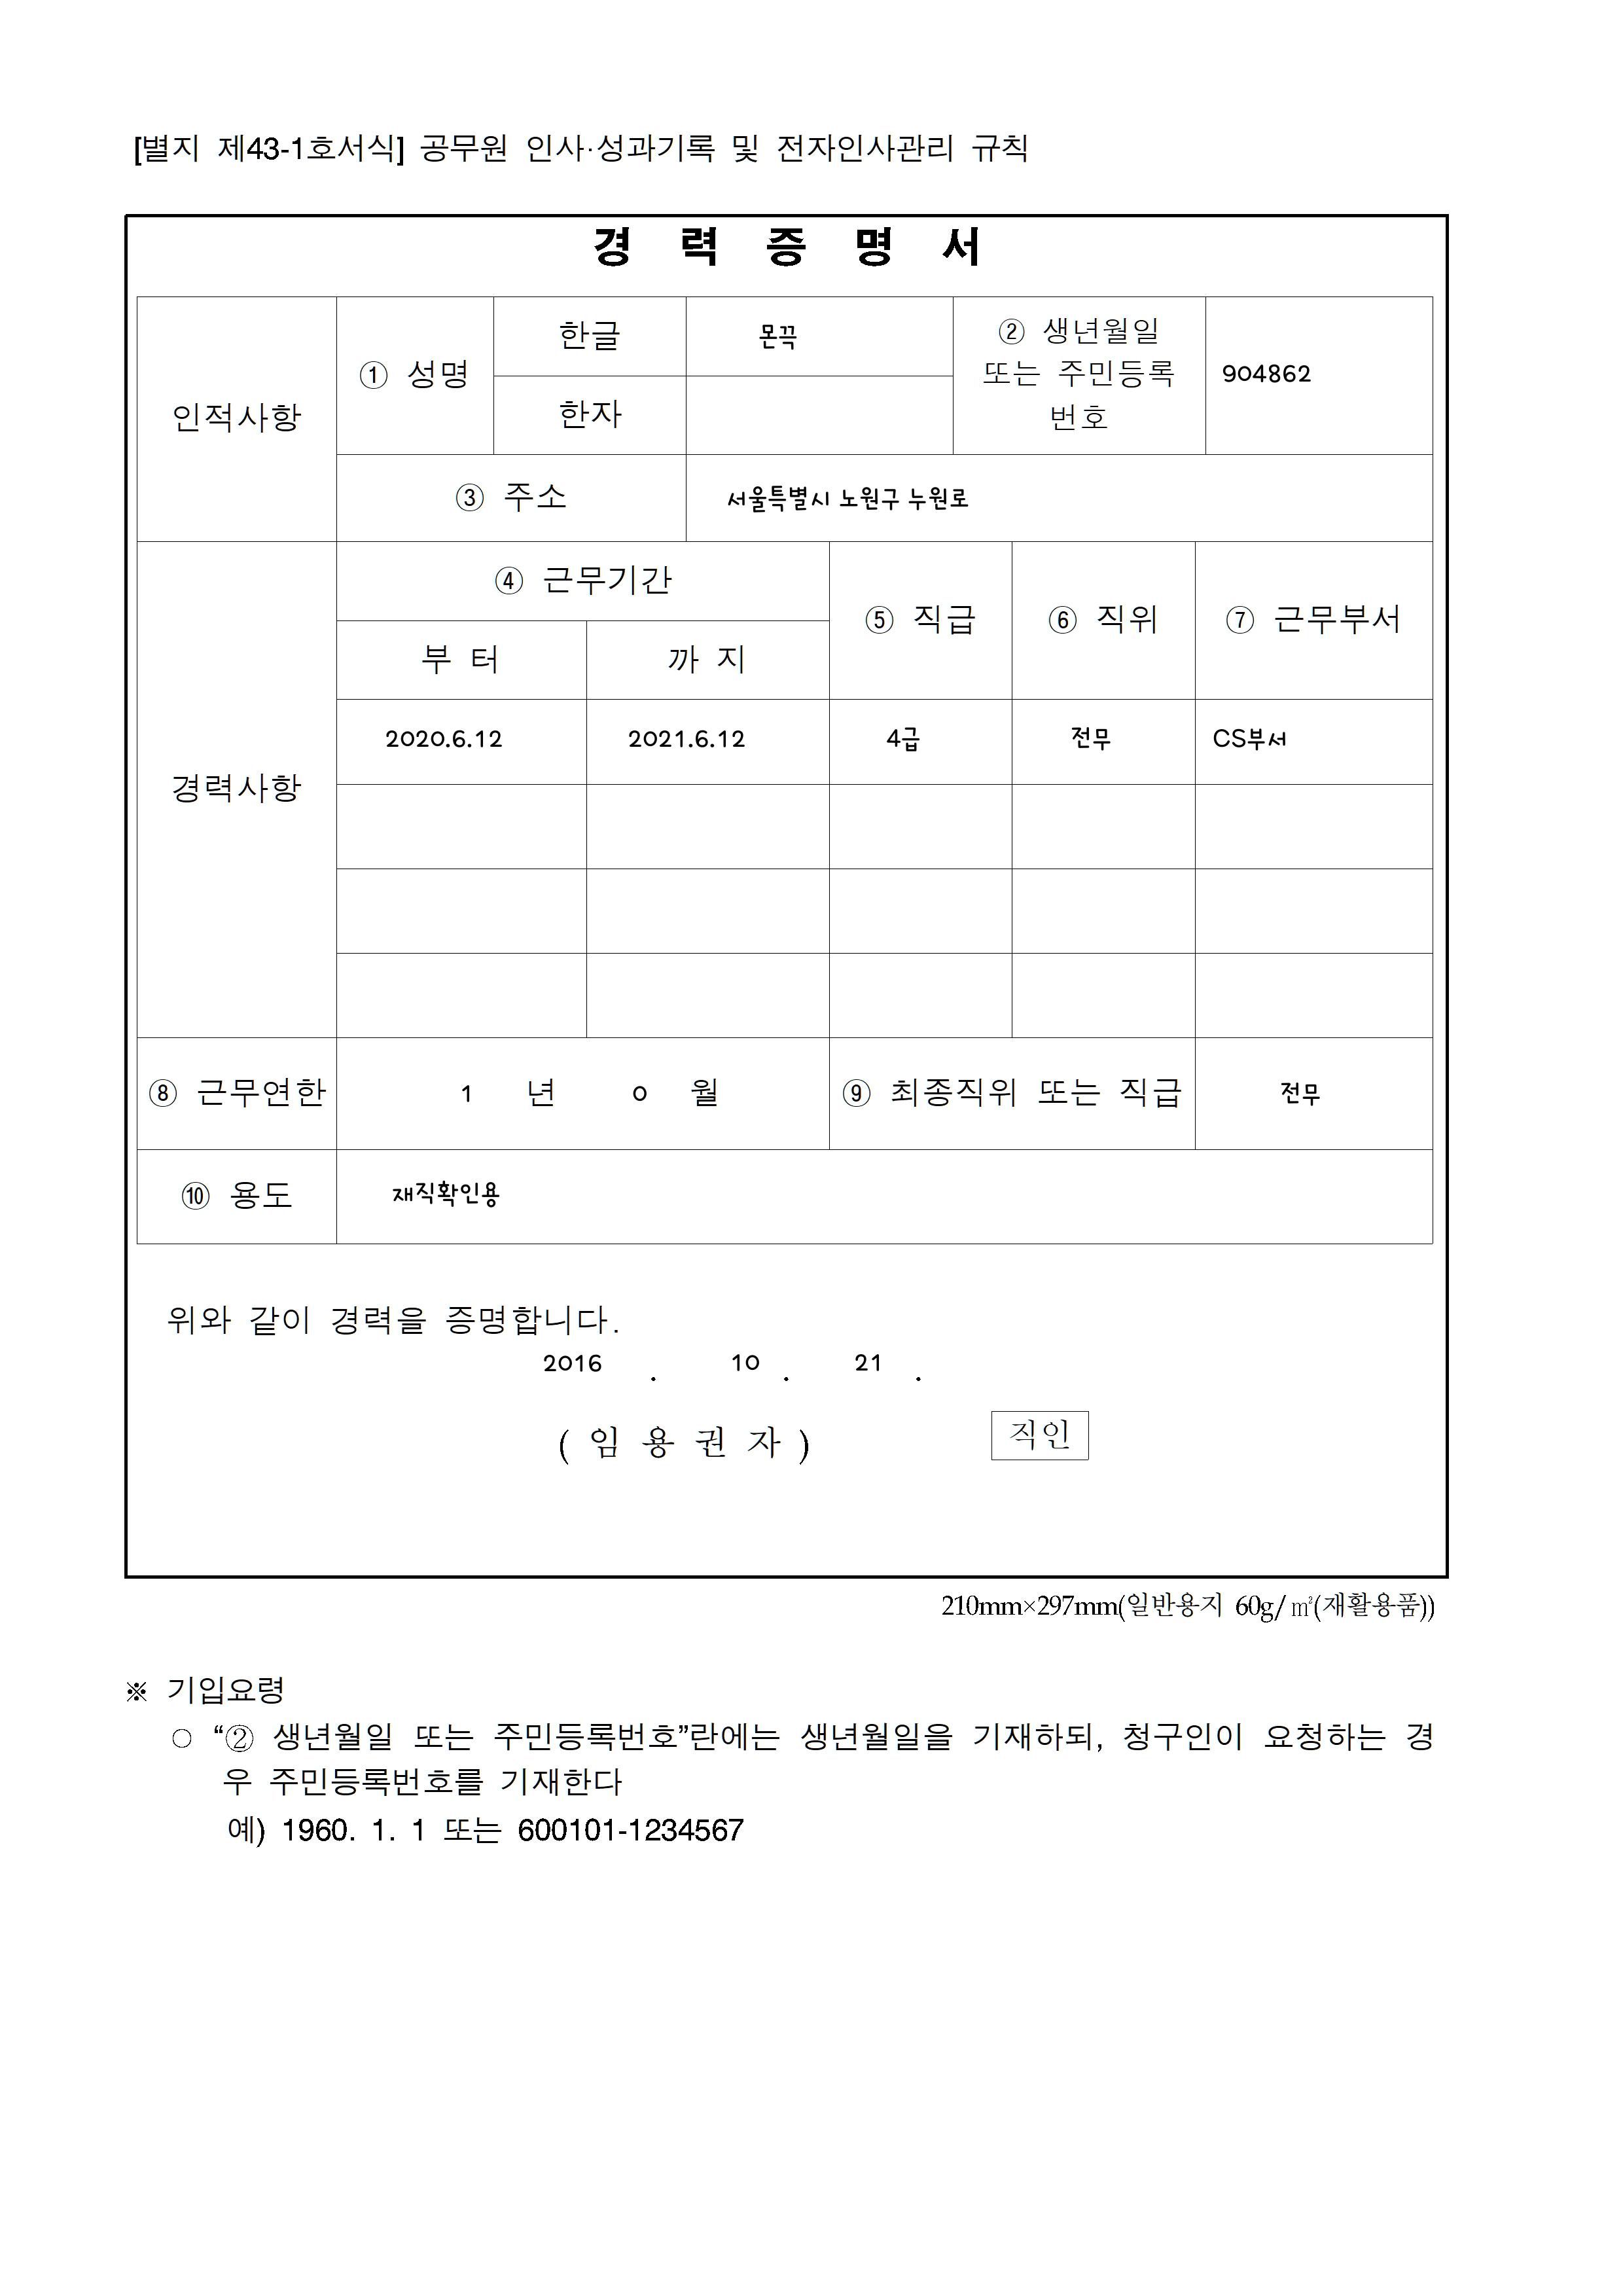 [별지 제43-1호서식] 공무원 인사·성과기록 및 전자인사관리 규칙
경 력 증 명 서
인적사항
① 성명
한글
몬끅
② 생년월일
또는 주민등록
번호
904862
한자
③ 주소
서울특별시 노원구 누원로
경력사항
④ 근무기간
⑤ 직급
⑥ 직위
⑦ 근무부서
부 터
까 지
2020.6.12
2021.6.12
4급
전무
CS부서
⑧ 근무연한
1 년 0 월
⑨ 최종직위 또는 직급
전무
⑩ 용도
재직확인용
위와 같이 경력을 증명합니다.
2016 . 10 . 21 .
( 임 용 권 자 )
직인
210mm×297mm(일반용지 60g/㎡(재활용품))
※ 기입요령
○ “② 생년월일 또는 주민등록번호”란에는 생년월일을 기재하되, 청구인이 요청하는 경
우 주민등록번호를 기재한다
예) 1960. 1. 1 또는 600101-1234567